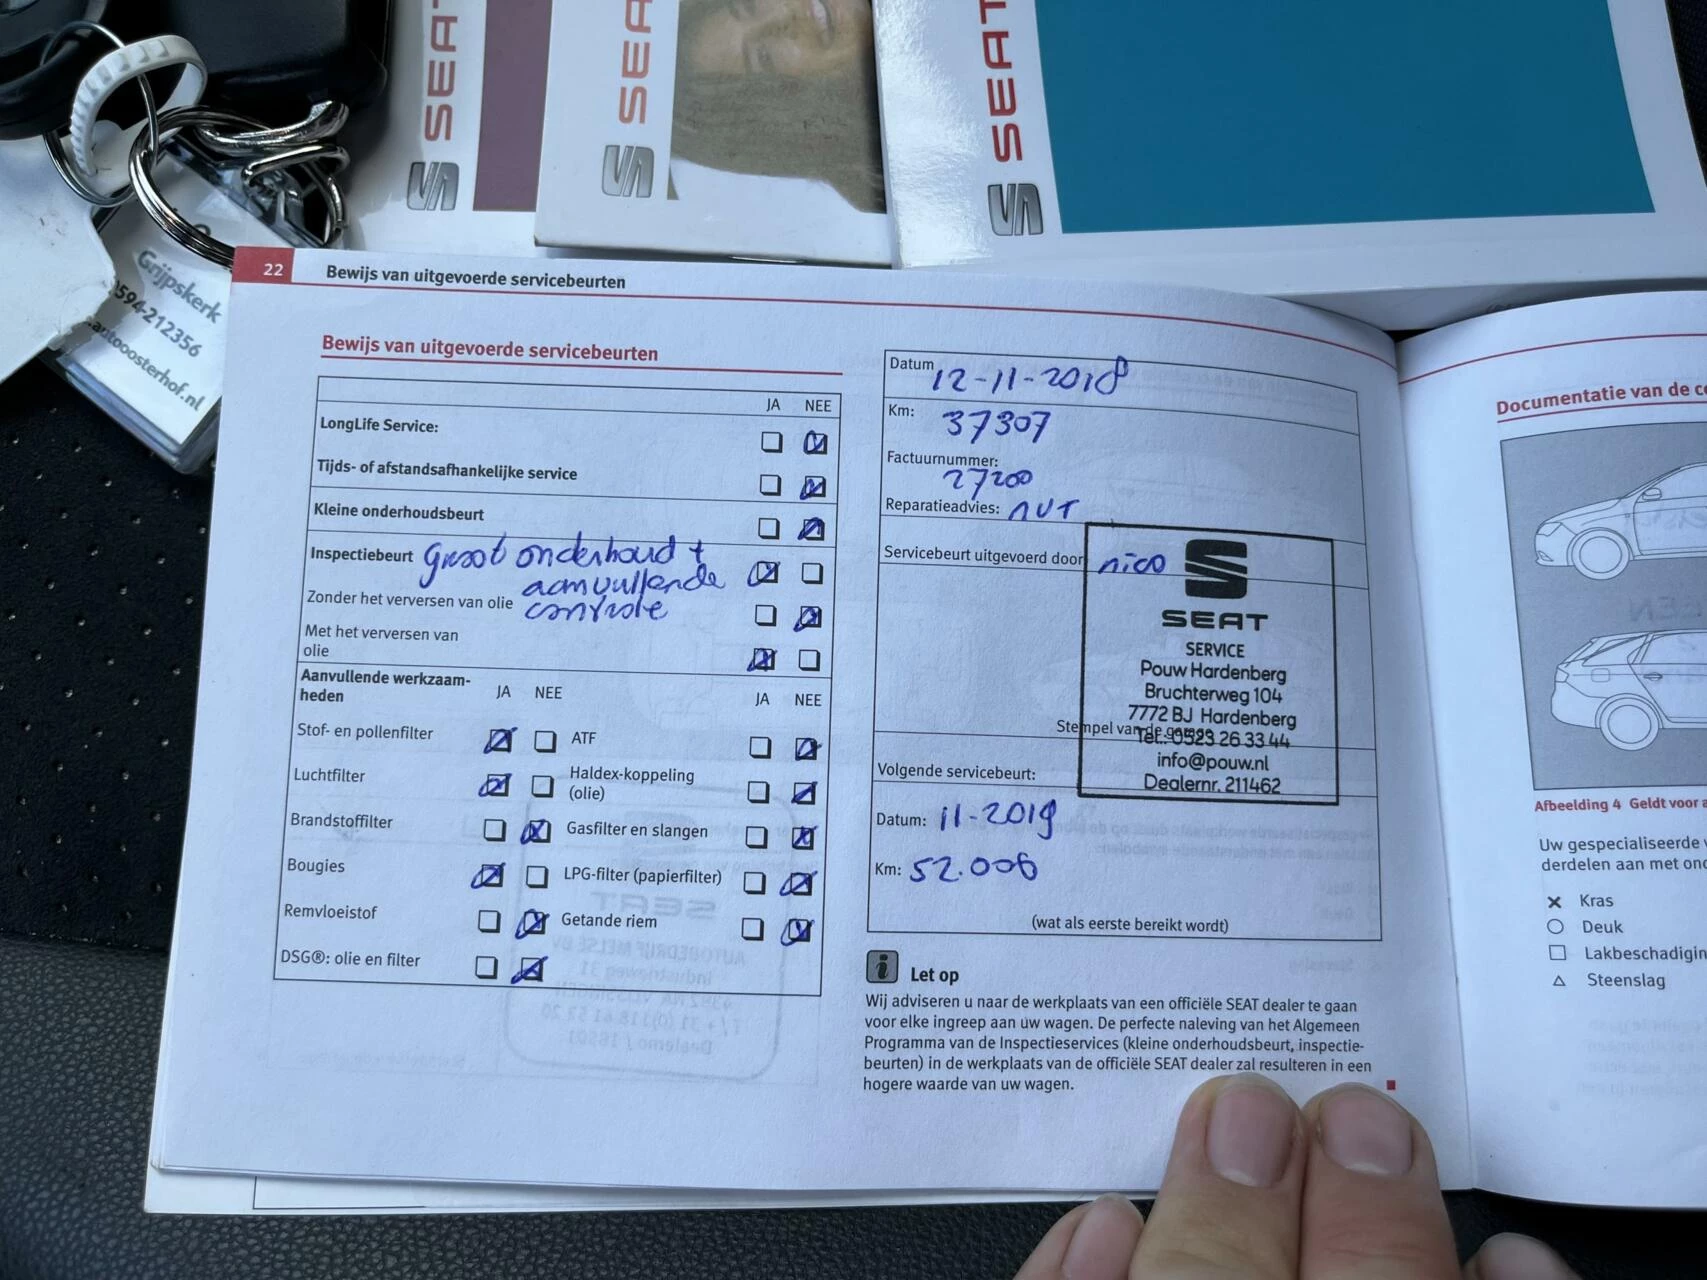 SEAT
SEAT
SEAT
Grijpskerk
0594-212356
autooosterhof.nl
22 Bewijs van uitgevoerde servicebeurten
Bewijs van uitgevoerde servicebeurten
JA NEE
LongLife Service:
Tijds- of afstandsafhankelijke service
Kleine onderhoudsbeurt
Inspectiebeurt groot onderhoud +
aanvullende
Zonder het verversen van olie controle
Met het verversen van
olie
Aanvullende werkzaam-
heden JA NEE JA NEE
Stof- en pollenfilter ATF
Luchtfilter Haldex-koppeling
(olie)
Brandstoffilter Gasfilter en slangen
Bougies LPG-filter (papierfilter)
Remvloeistof Getande riem
DSG®: olie en filter
Datum 12-11-2018
Km: 37307
Factuurnummer:
27200
Reparatieadvies: nvt
Servicebeurt uitgevoerd door nico
SEAT
SERVICE
Pouw Hardenberg
Bruchterweg 104
7772 BJ Hardenberg
Stempel van de garage
Tel.: 0523 26 33 44
info@pouw.nl
Dealernr. 211462
Volgende servicebeurt:
Datum: 11-2019
Km: 52.000
(wat als eerste bereikt wordt)
i Let op
Wij adviseren u naar de werkplaats van een officiële SEAT dealer te gaan
voor elke ingreep aan uw wagen. De perfecte naleving van het Algemeen
Programma van de Inspectieservices (kleine onderhoudsbeurt, inspectie-
beurten) in de werkplaats van de officiële SEAT dealer zal resulteren in een
hogere waarde van uw wagen.
Documentatie van de
Afbeelding 4 Geldt voor
Uw gespecialiseerde
derdelen aan met
Kras
Deuk
Lakbeschadigin
Steenslag